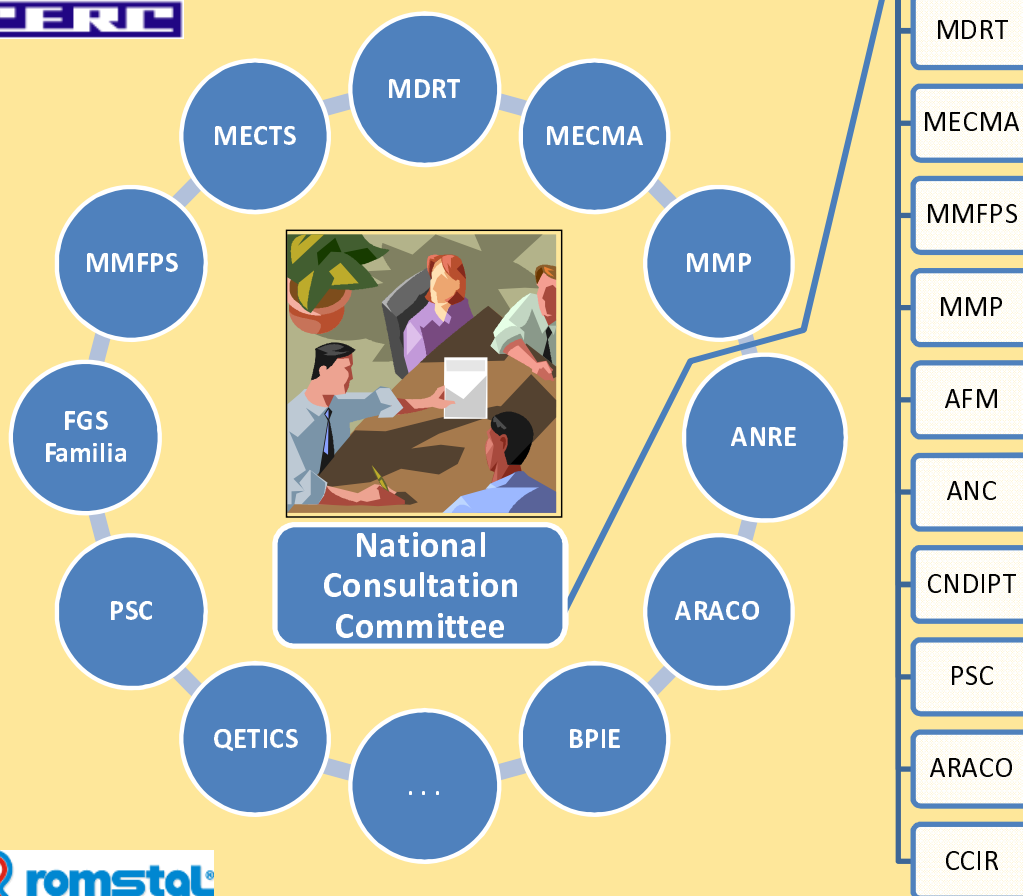 CERC
MDRT
MECTS
MECMA
MMFPS
MMP
FGS
Familia
ANRE
National
Consultation
Committee
PSC
ARACO
QETICS
BPIE
. . .
romstal®
MDRT
MECMA
MMFPS
MMP
AFM
ANC
CNDIPT
PSC
ARACO
CCIR